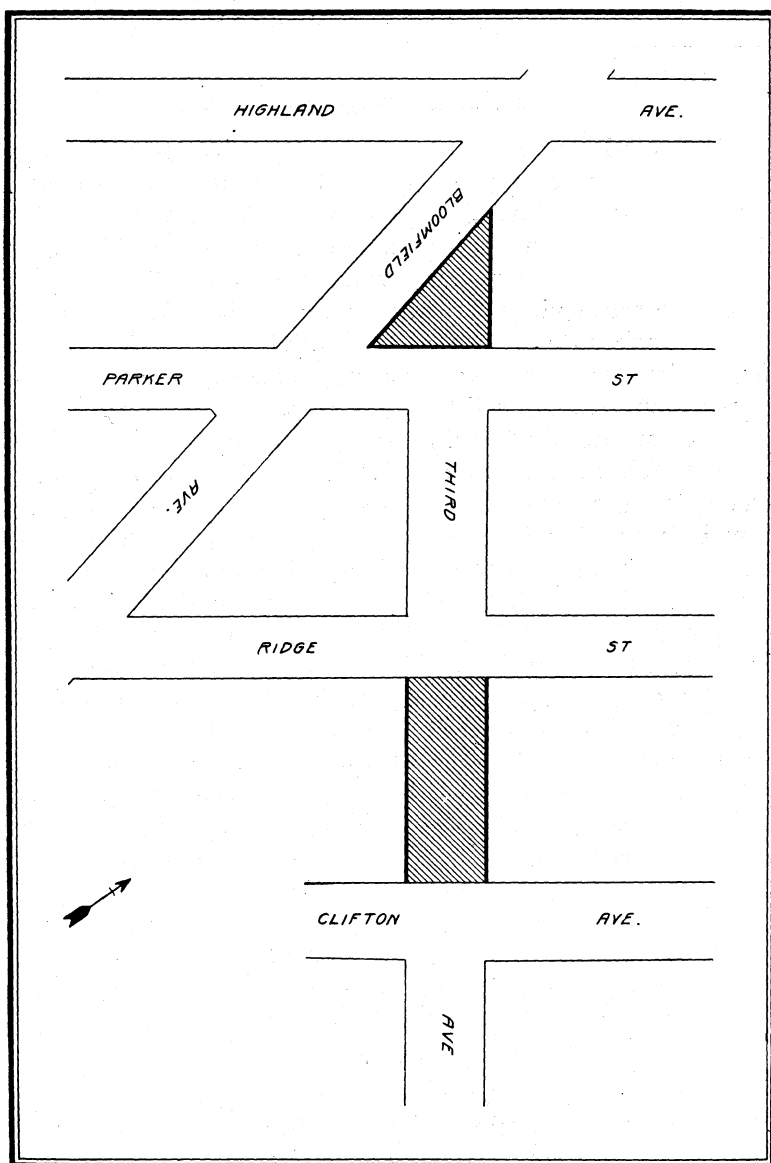 HIGHLAND AVE.
BLOOMFIELD
PARKER ST
AVE.
THIRD
RIDGE ST
CLIFTON AVE.
AVE